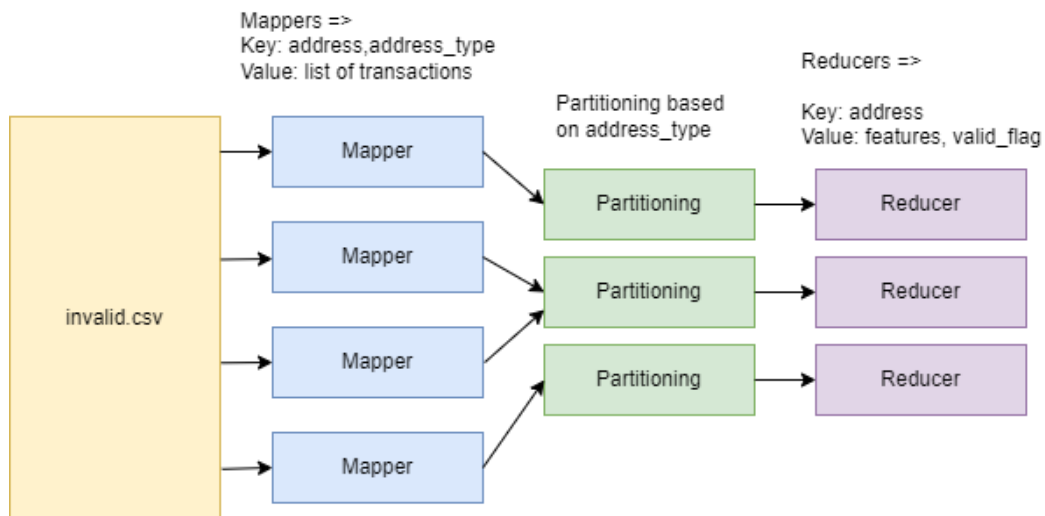 Mappers =>
Key: address,address_type
Value: list of transactions
Reducers =>
Key: address
Value: features, valid_flag
Partitioning based
on address_type
invalid.csv
Mapper
Mapper
Mapper
Mapper
Partitioning
Partitioning
Partitioning
Reducer
Reducer
Reducer